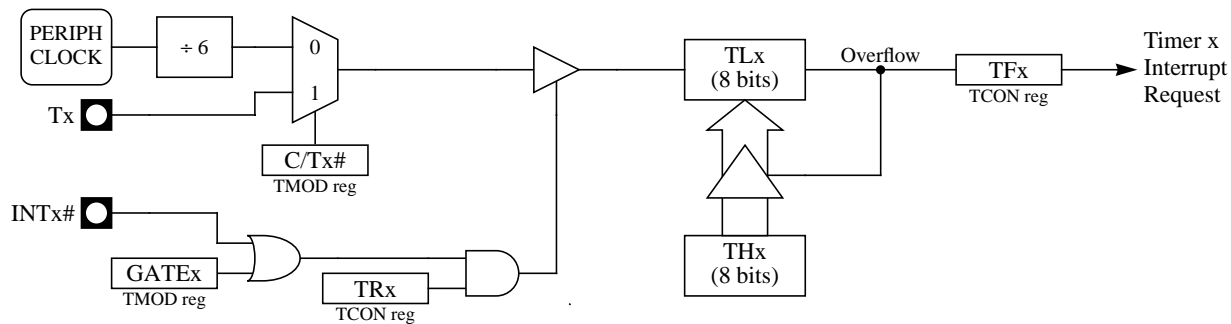 PERIPH
CLOCK
÷ 6
0
1
Tx
C/Tx#
TMOD reg
INTx#
GATEx
TMOD reg
TRx
TCON reg
TLx
(8 bits)
THx
(8 bits)
Overflow
TFx
TCON reg
Timer x
Interrupt
Request